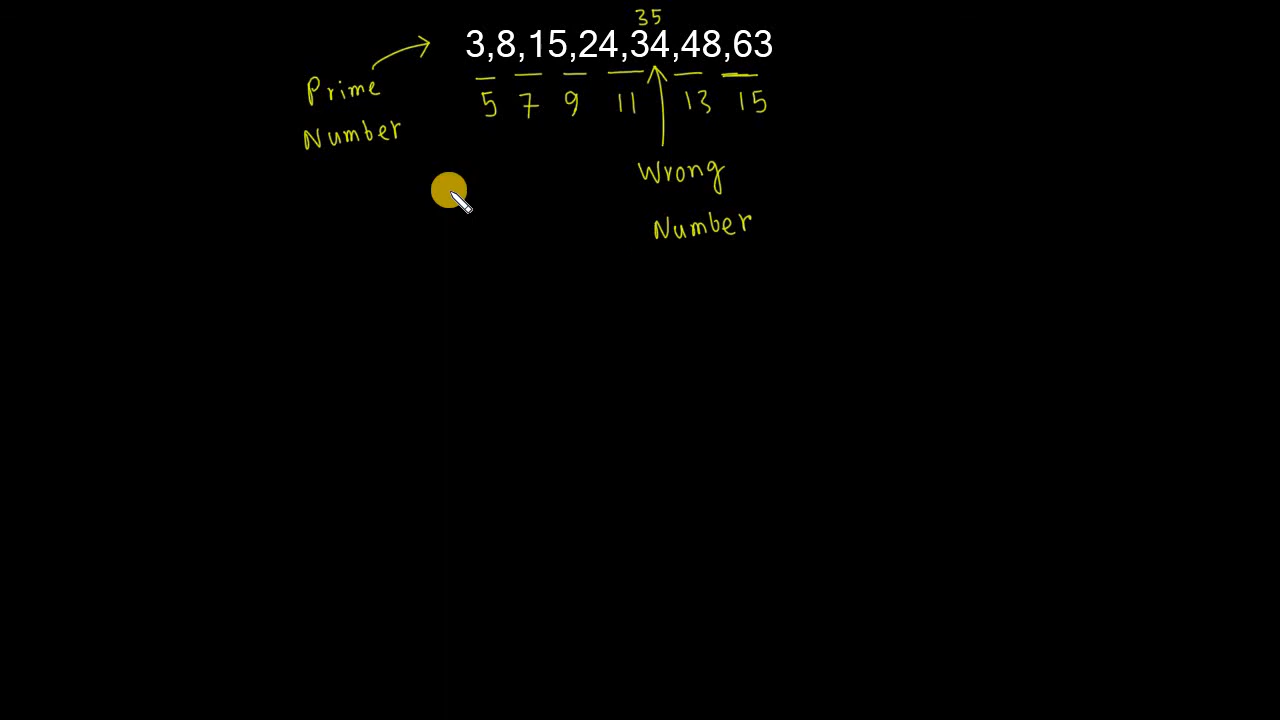 35
3,8,15,24,34,48,63
5 7 9 11 13 15
Prime
Number
Wrong
Number